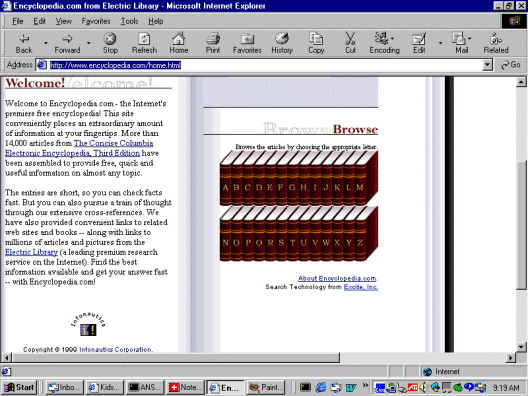 Encyclopedia.com from Electric Library - Microsoft Internet Explorer
File Edit View Favorites Tools Help
Back Forward Stop Refresh Home Print Favorites History Copy Cut Encoding Edit Mail Related
Address http://www.encyclopedia.com/home.html Go
Welcome!
Welcome to Encyclopedia.com - the Internet's
premiere free encyclopedia! This site
conveniently places an extraordinary amount
of information at your fingertips. More than
14,000 articles from The Concise Columbia
Electronic Encyclopedia, Third Edition have
been assembled to provide free, quick and
useful information on almost any topic.
The entries are short, so you can check facts
fast. But you can also pursue a train of thought
through our extensive cross-references. We
have also provided convenient links to related
web sites and books -- along with links to
millions of articles and pictures from the
Electric Library (a leading premium research
service on the Internet). Find the best
information available and get your answer fast
-- with Encyclopedia.com!
Infonautics
Copyright © 1999 Infonautics Corporation.
Browse
Browse the articles by choosing the appropriate letter.
A B C D E F G H I J K L M
N O P Q R S T U V W X Y Z
About Encyclopedia.com.
Search Technology from Excite, Inc.
Internet
Start Inbo... Kids... ANS... Note... En... Paint... 9:19 AM